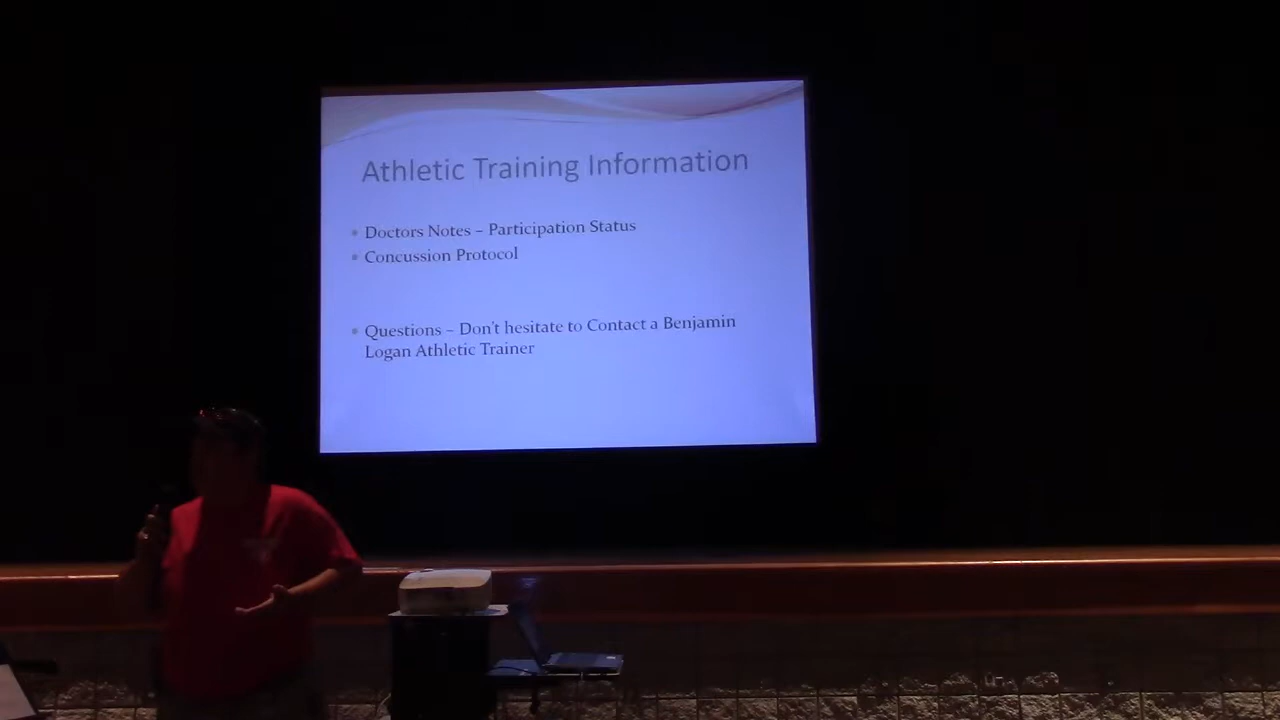 Athletic Training Information
• Doctors Notes – Participation Status
• Concussion Protocol
• Questions – Don't hesitate to Contact a Benjamin
Logan Athletic Trainer